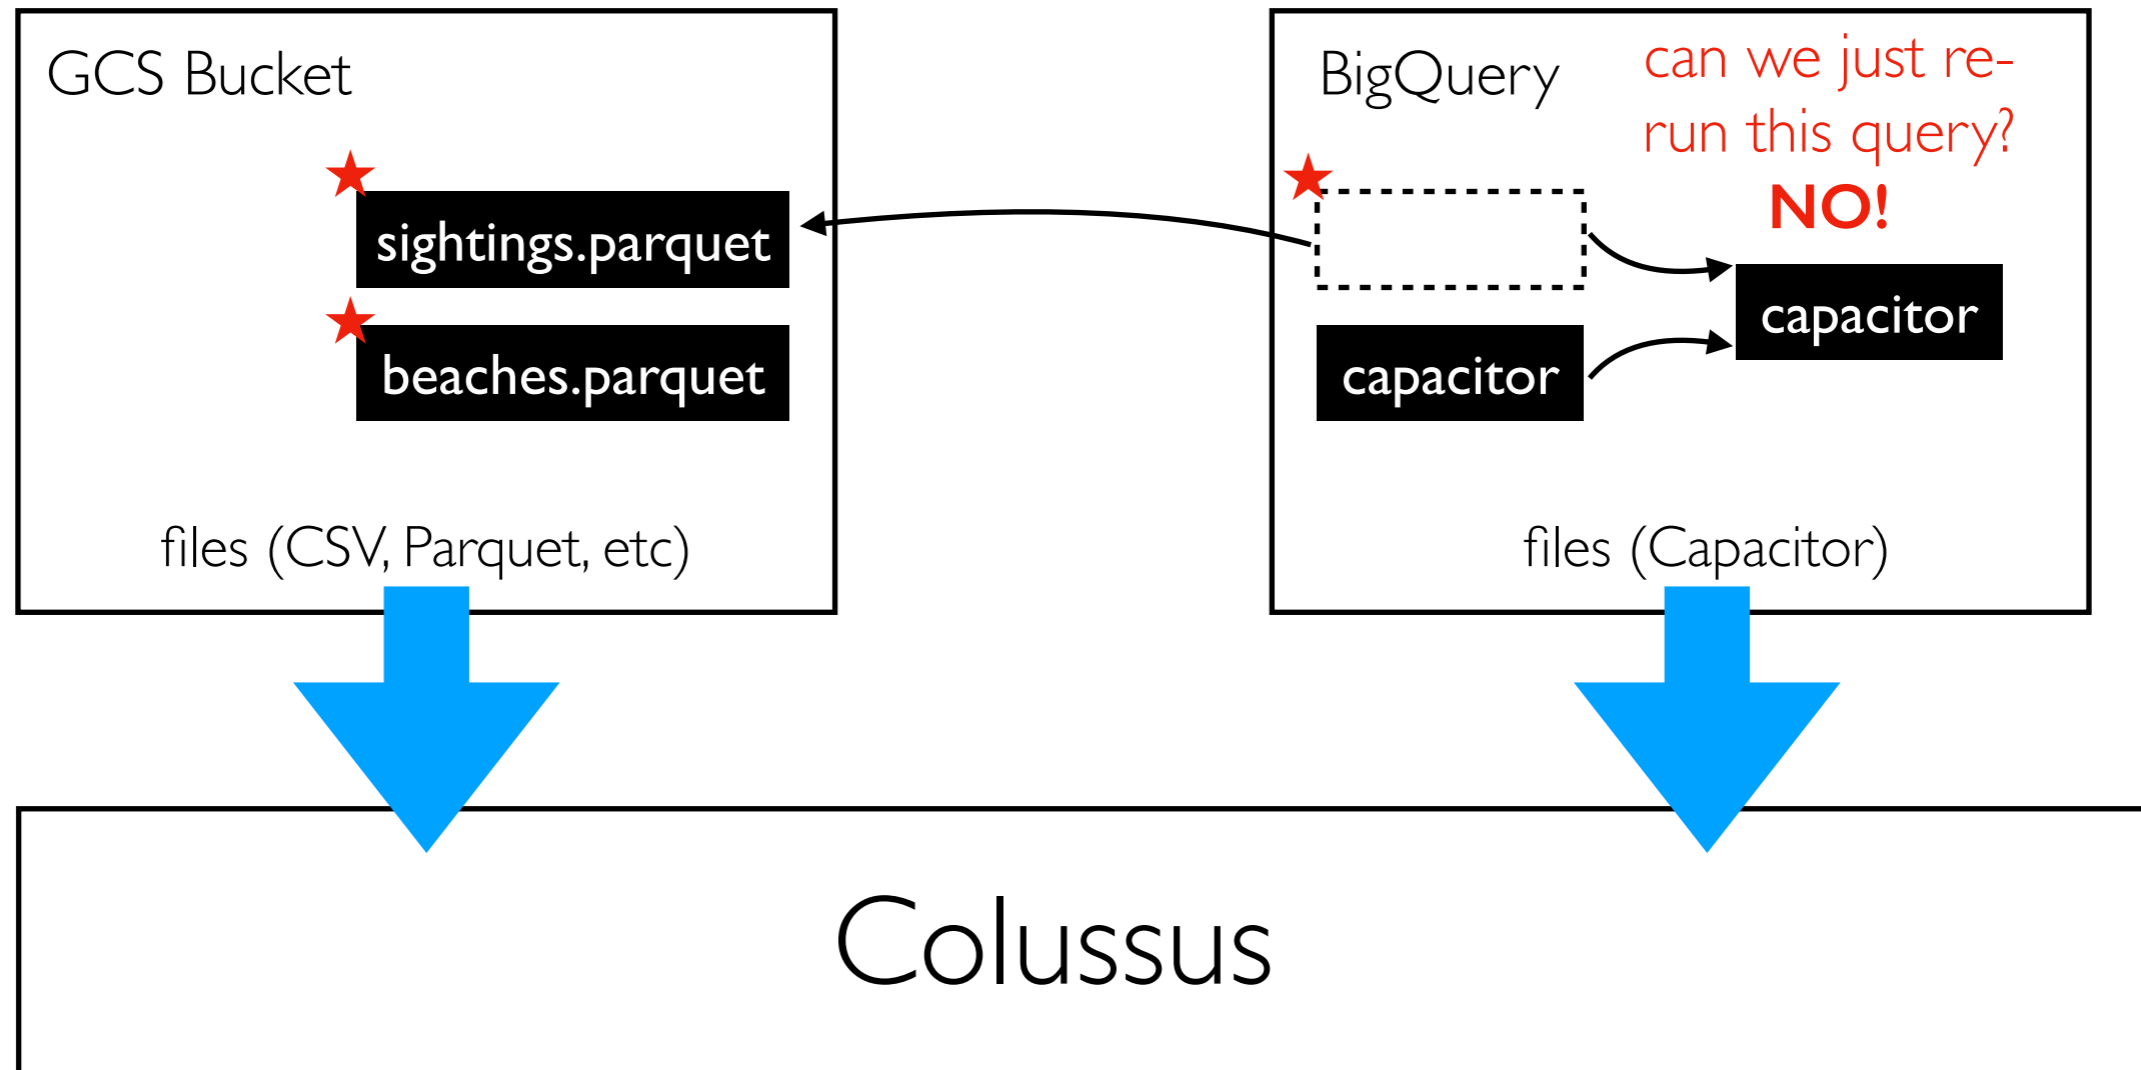 GCS Bucket
sightings.parquet
beaches.parquet
files (CSV, Parquet, etc)
BigQuery
can we just re-
run this query?
NO!
capacitor
capacitor
files (Capacitor)
Colussus